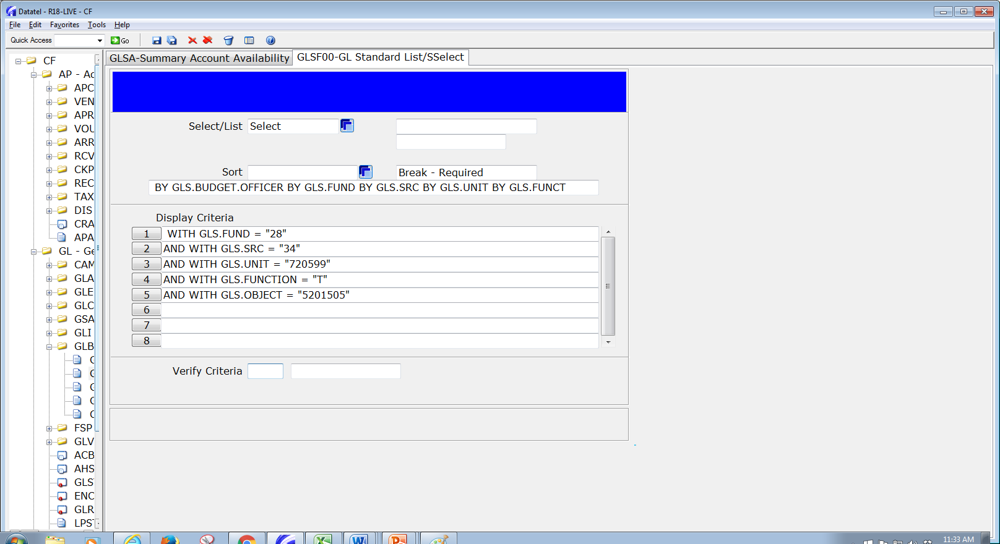 Datatel - R18-LIVE - CF
File Edit Favorites Tools Help
Quick Access Go
CF
AP - Ac
APC
VEN
APR
VOU
ARR
RCV
CKP
REC
TAX
DIS
CRA
APA
GL - Ge
CAM
GLA
GLE
GLC
GSA
GLI
GLB
FSP
GLV
ACB
AHS
GLS
ENC
GLR
LPS
GLSA-Summary Account Availability GLSF00-GL Standard List/SSelect
Select/List Select
Sort Break - Required
BY GLS.BUDGET.OFFICER BY GLS.FUND BY GLS.SRC BY GLS.UNIT BY GLS.FUNCT
Display Criteria
1 WITH GLS.FUND = "28"
2 AND WITH GLS.SRC = "34"
3 AND WITH GLS.UNIT = "720599"
4 AND WITH GLS.FUNCTION = "T"
5 AND WITH GLS.OBJECT = "5201505"
6
7
8
Verify Criteria
11:33 AM